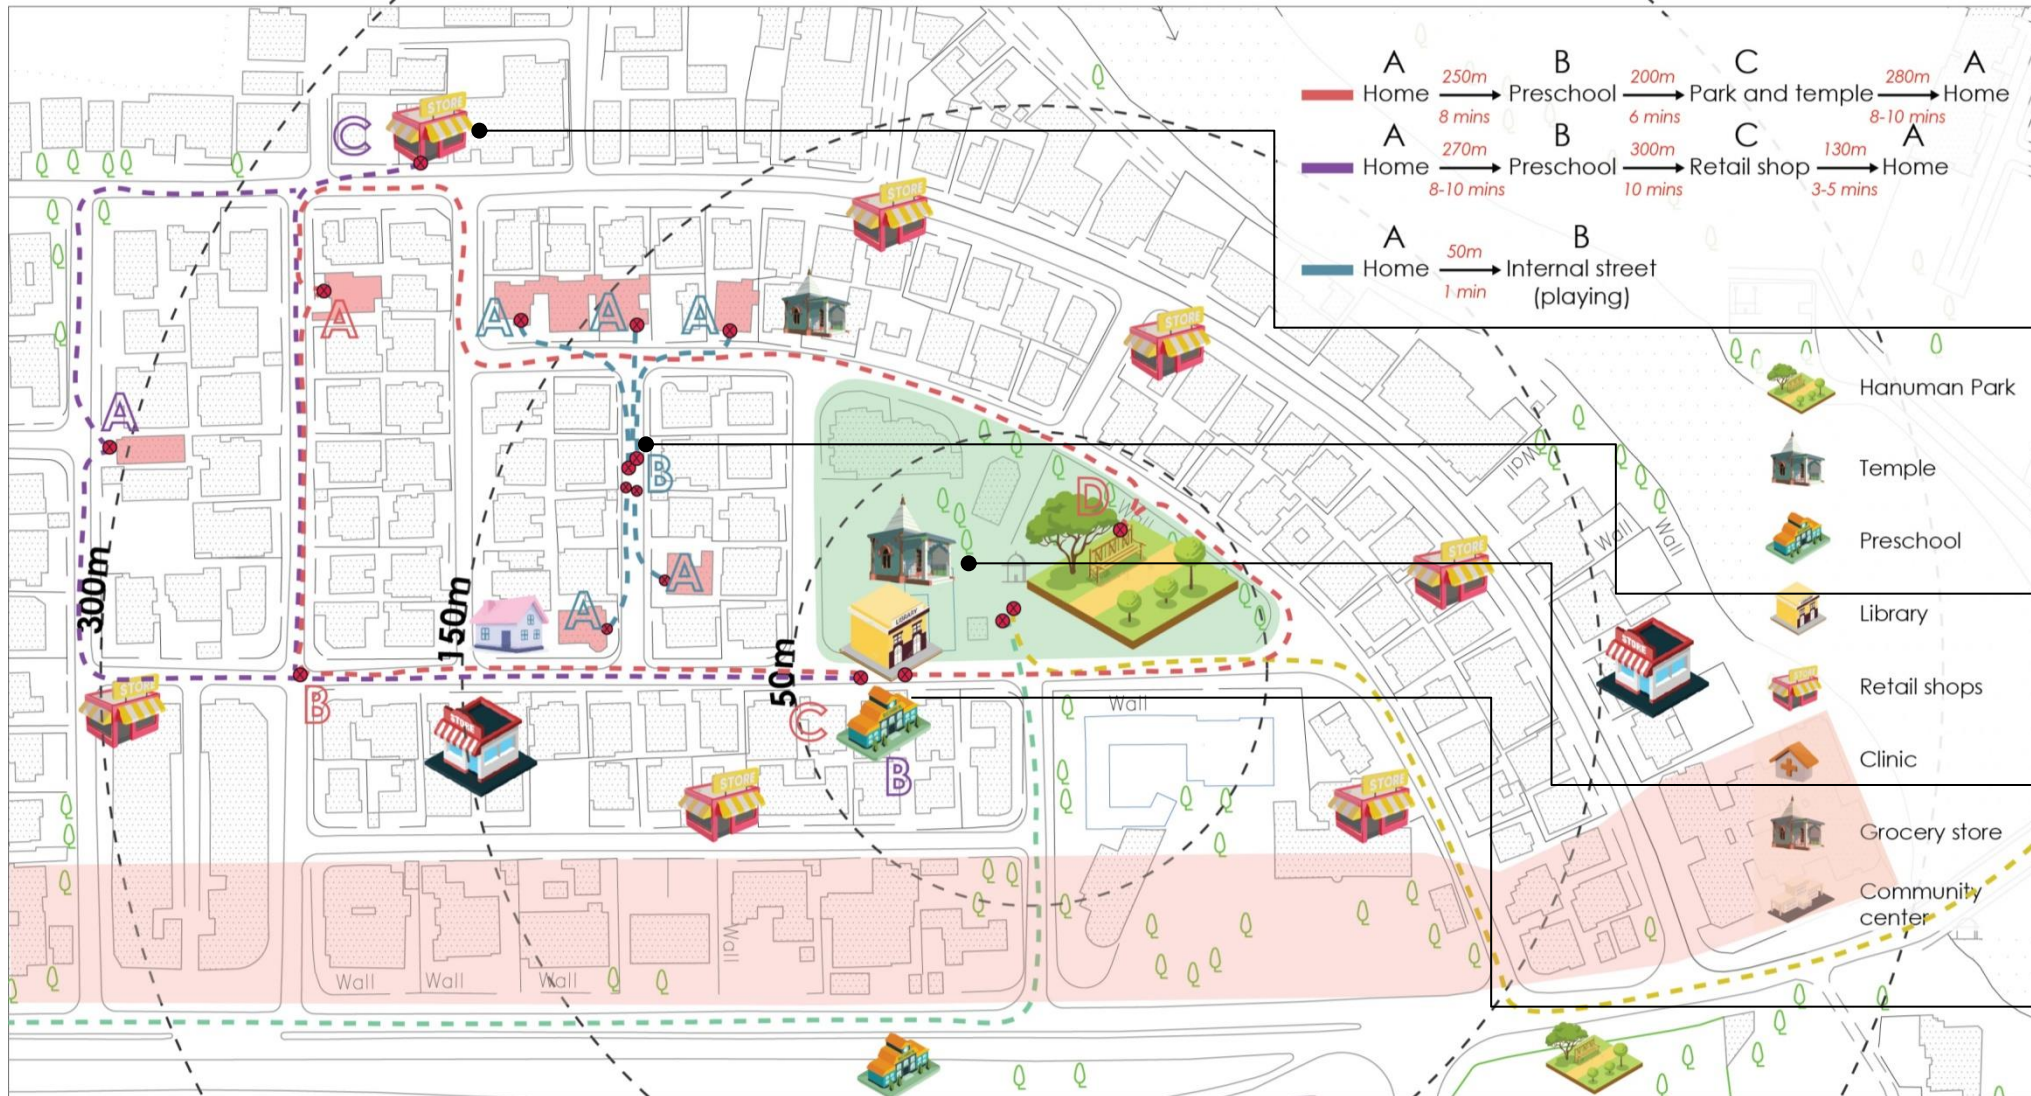 A B C A
250m 200m 280m
Home Preschool Park and temple Home
8 mins 6 mins 8-10 mins
A B C A
270m 300m 130m
Home Preschool Retail shop Home
8-10 mins 10 mins 3-5 mins
A B
50m
Home Internal street
1 min (playing)
STORE
C
STORE
A
A A A
STORE
Hanuman Park
A
Wall
B
Temple
D
Wall
Wall
Wall
STORE
Preschool
300m
150m
A
A
LIBRARY
Library
STORE
50m
STORE
B
STORE
C
Wall
Retail shops
B
STORE
STORE
Clinic
Grocery store
Community
center
Wall
Wall
Wall
Wall